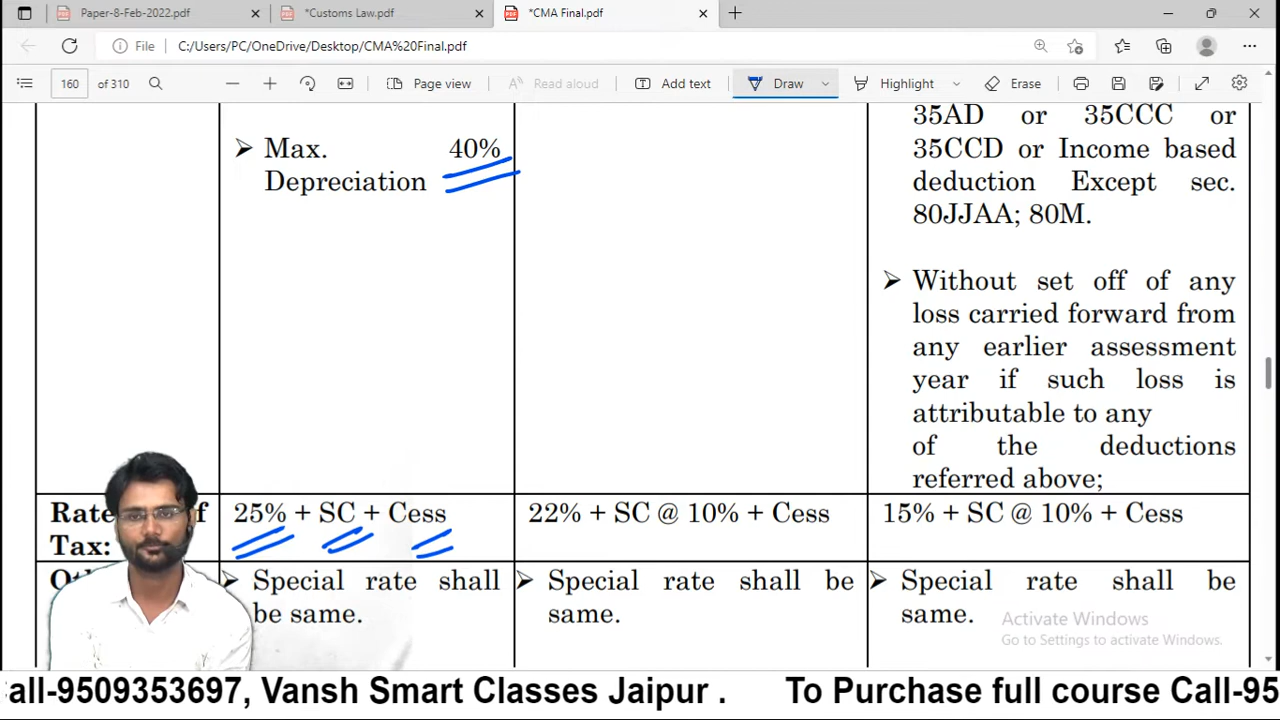 Paper-8-Feb-2022.pdf
*Customs Law.pdf
*CMA Final.pdf
File
C:/Users/PC/OneDrive/Desktop/CMA%20Final.pdf
160 of 310
Page view
Read aloud
Add text
Draw
Highlight
Erase
Max. 40%
Depreciation
35AD or 35CCC or
35CCD or Income based
deduction Except sec.
80JJAA; 80M.
Without set off of any
loss carried forward from
any earlier assessment
year if such loss is
attributable to any
of the deductions
referred above;
Rate
Tax:
25% + SC + Cess
22% + SC @ 10% + Cess
15% + SC @ 10% + Cess
Special rate shall
be same.
Special rate shall be
same.
Special rate shall be
same.
Activate Windows
Go to Settings to activate Windows.
all-9509353697, Vansh Smart Classes Jaipur . To Purchase full course Call-95